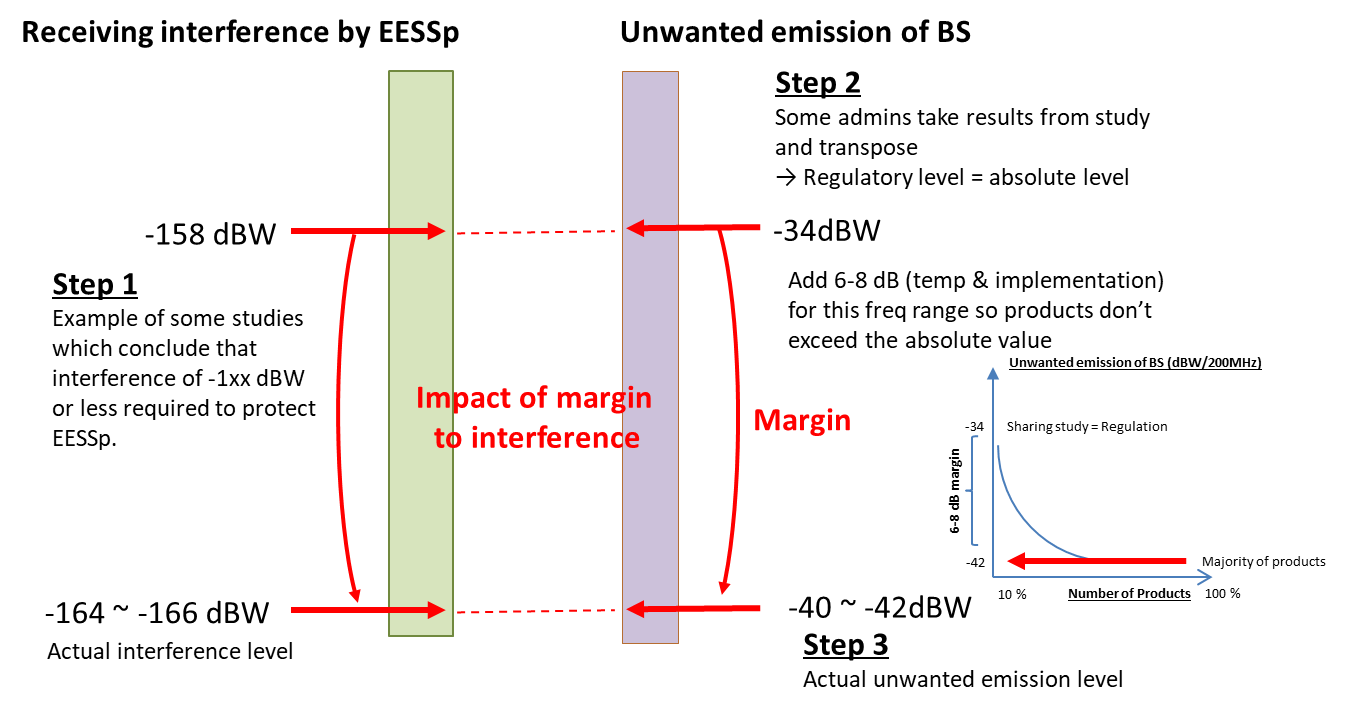 Receiving interference by EESSp
Unwanted emission of BS
Step 2
Some admins take results from study
and transpose
→ Regulatory level = absolute level
-158 dBW
-34dBW
Step 1
Example of some studies
which conclude that
interference of -1xx dBW
or less required to protect
EESSp.
Add 6-8 dB (temp & implementation)
for this freq range so products don’t
exceed the absolute value
Impact of margin
to interference
Margin
Unwanted emission of BS (dBW/200MHz)
-34
Sharing study = Regulation
6-8 dB margin
-42
Majority of products
10 %
Number of Products
100 %
-164 ~ -166 dBW
Actual interference level
-40 ~ -42dBW
Step 3
Actual unwanted emission level